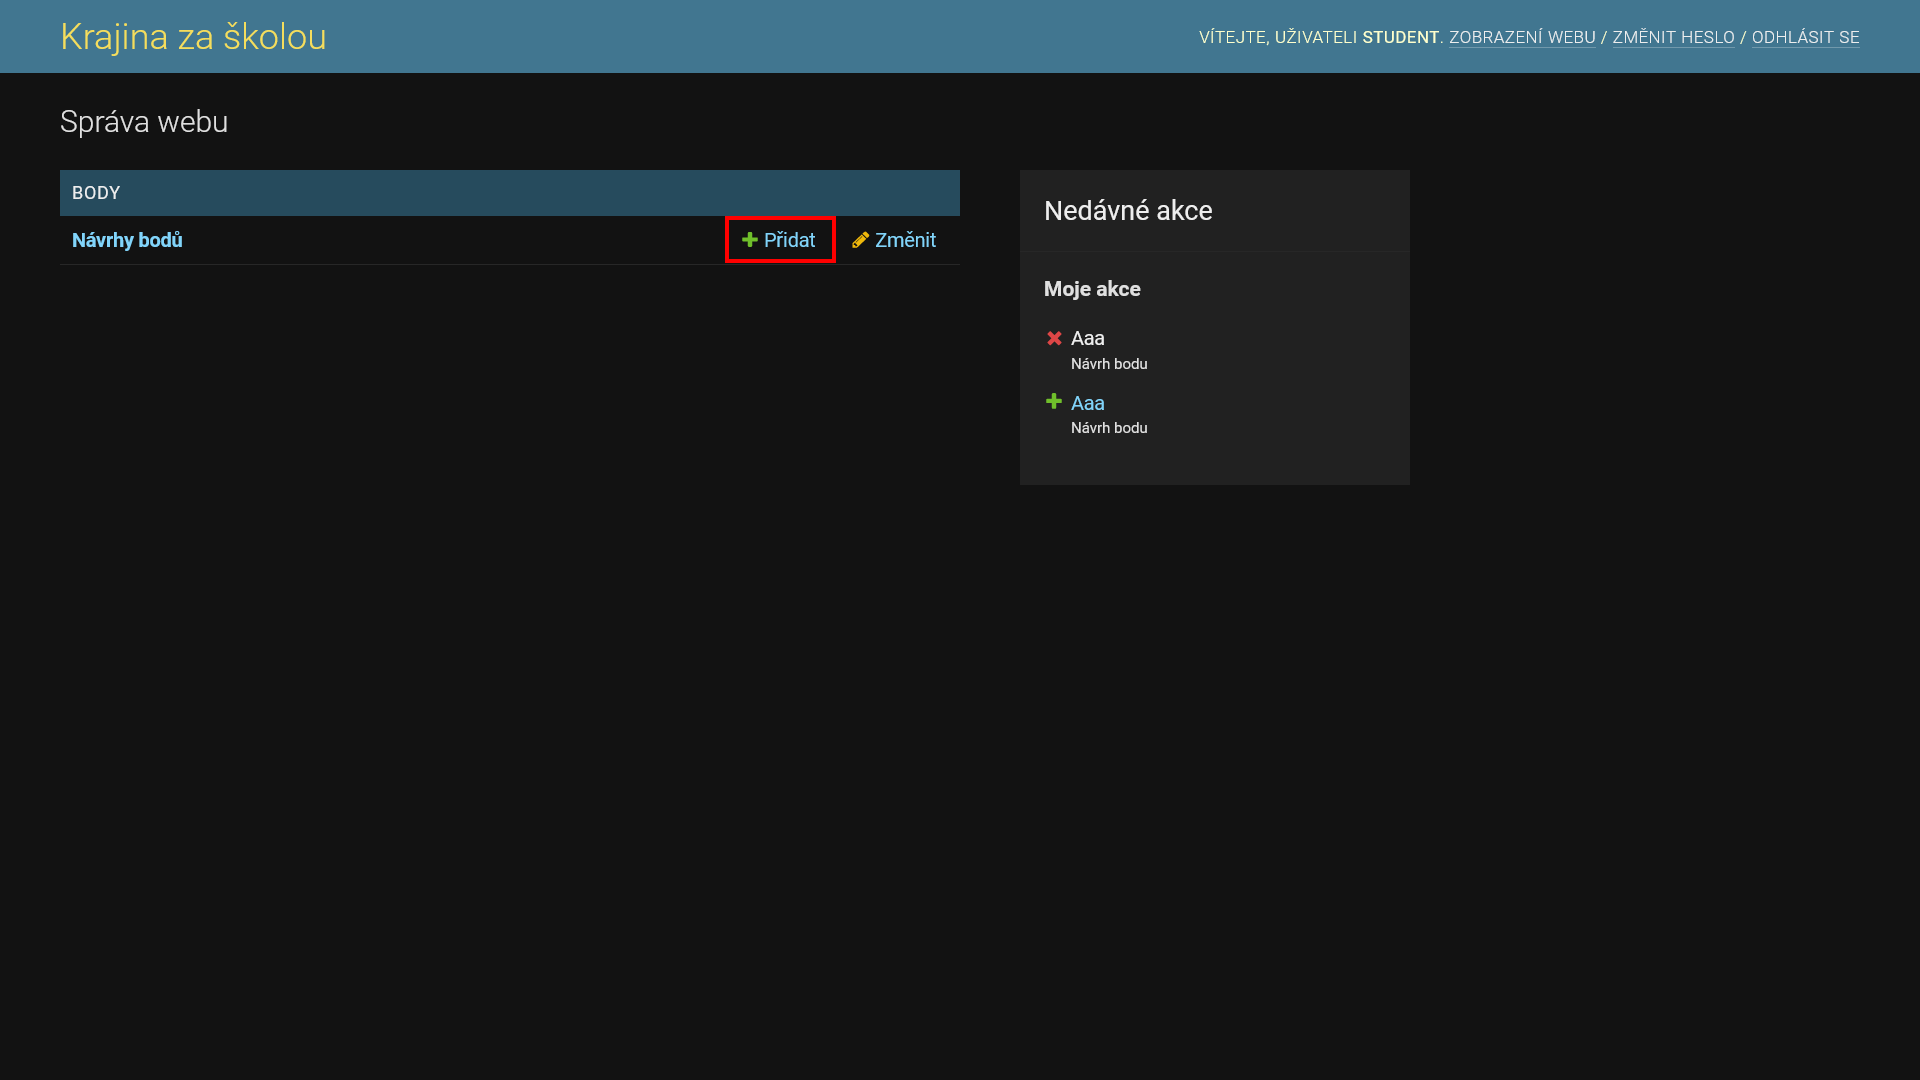 Krajina za školou
VÍTEJTE, UŽIVATELI STUDENT. ZOBRAZENÍ WEBU / ZMĚNIT HESLO / ODHLÁSIT SE
Správa webu
BODY
Návrhy bodů
Přidat
Změnit
Nedávné akce
Moje akce
Aaa
Návrh bodu
Aaa
Návrh bodu